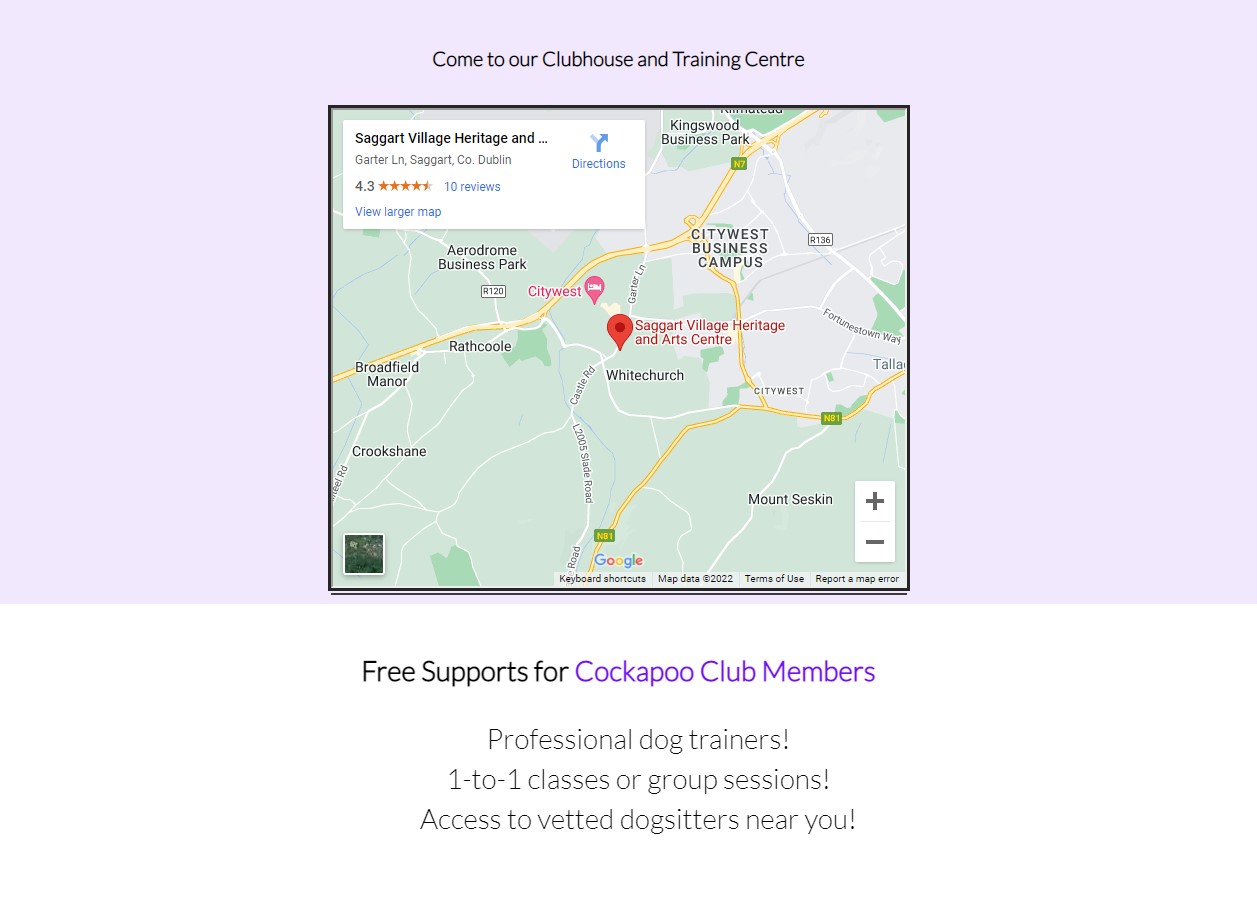 Come to our Clubhouse and Training Centre
Saggart Village Heritage and ...
Directions
Garter Ln, Saggart, Co. Dublin
4.3
10 reviews
View larger map
Kingswood
Business Park
N7
CITYWEST
BUSINESS
CAMPUS
R136
Aerodrome
Business Park
R120
Citywest
Garter Ln
Saggart Village Heritage
and Arts Centre
Fortunestown Way
Rathcoole
Broadfield
Manor
Whitechurch
Castle Rd
CITYWEST
N81
L2005 Slade Road
Crookshane
Mount Seskin
N81
Road
Google
Keyboard shortcuts
Map data ©2022
Terms of Use
Report a map error
Free Supports for Cockapoo Club Members
Professional dog trainers!
1-to-1 classes or group sessions!
Access to vetted dogsitters near you!